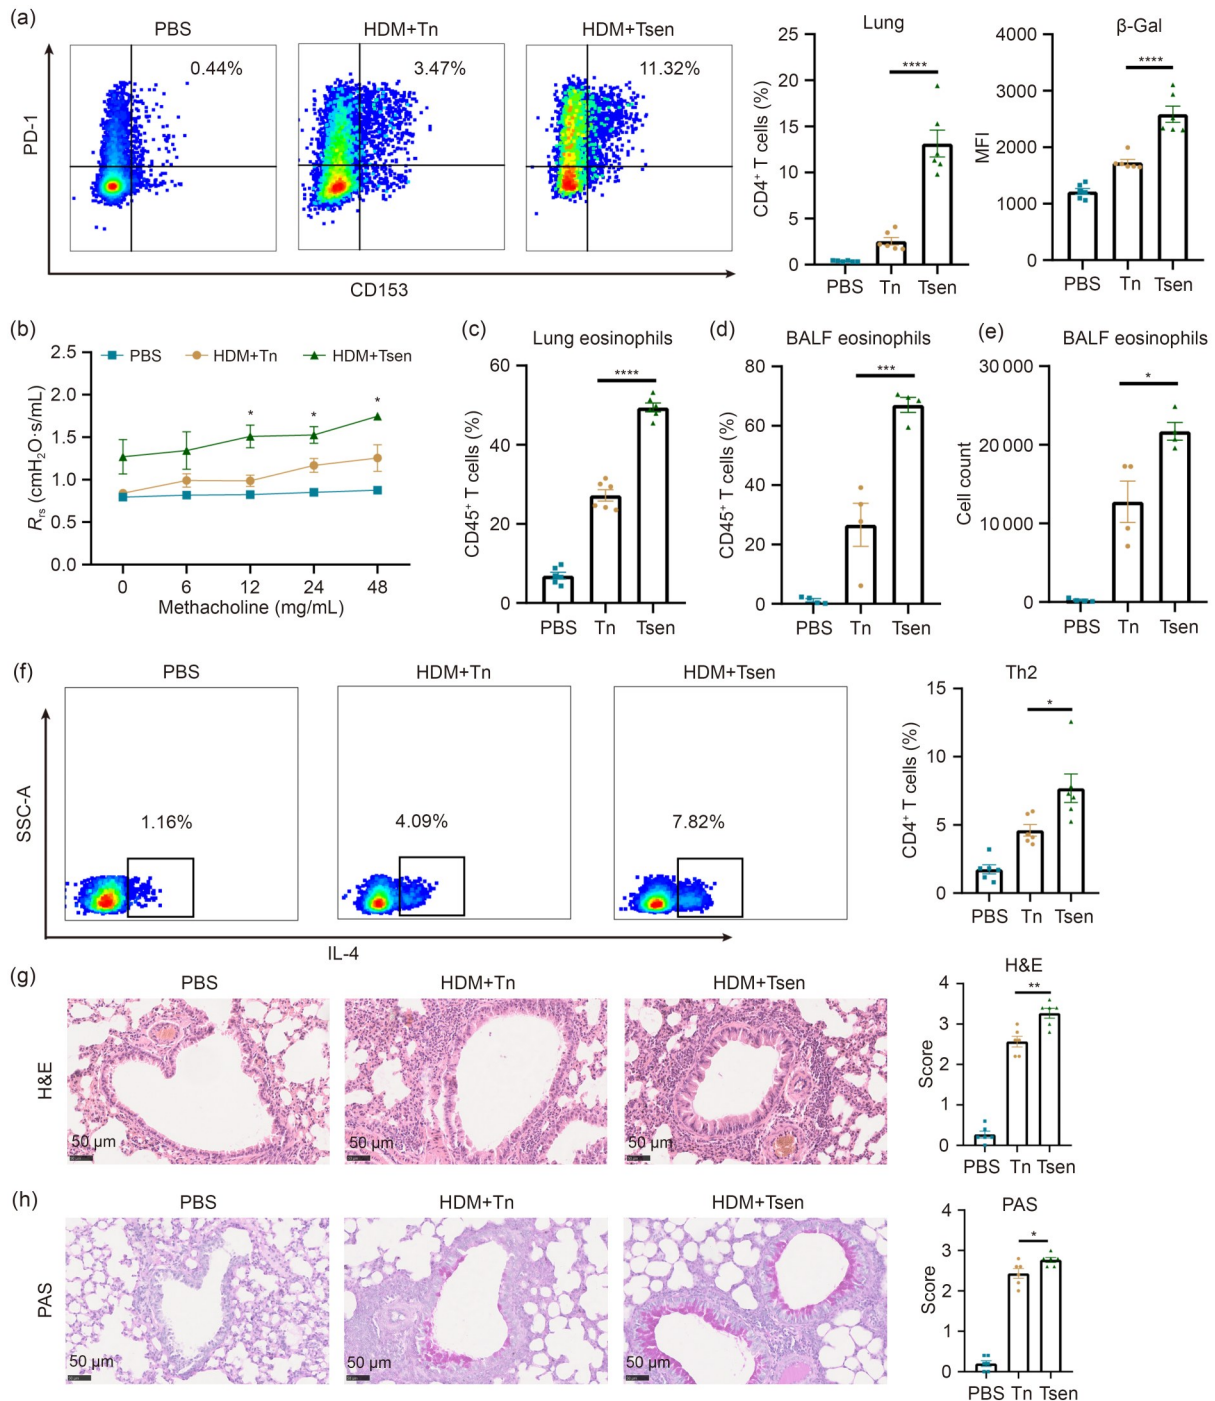 (a)
PBS
HDM+Tn
HDM+Tsen
0.44%
3.47%
11.32%
PD-1
CD153
Lung
25
20
15
10
5
0
CD4⁺ T cells (%)
****
PBS Tn Tsen
β-Gal
4000
3000
2000
1000
0
MFI
****
PBS Tn Tsen
(b)
PBS
HDM+Tn
HDM+Tsen
2.5
2.0
1.5
1.0
0.5
0.0
Rrs (cmH₂O·s/mL)
* * *
0 6 12 24 48
Methacholine (mg/mL)
(c)
Lung eosinophils
60
40
20
0
CD45⁺ T cells (%)
****
PBS Tn Tsen
(d)
BALF eosinophils
80
60
40
20
0
CD45⁺ T cells (%)
***
PBS Tn Tsen
(e)
BALF eosinophils
30 000
20 000
10 000
0
Cell count
*
PBS Tn Tsen
(f)
PBS
HDM+Tn
HDM+Tsen
1.16%
4.09%
7.82%
SSC-A
IL-4
Th2
15
10
5
0
CD4⁺ T cells (%)
*
PBS Tn Tsen
(g)
PBS
HDM+Tn
HDM+Tsen
H&E
50 μm
50 μm
50 μm
H&E
4
3
2
1
0
Score
**
PBS Tn Tsen
(h)
PBS
HDM+Tn
HDM+Tsen
PAS
50 μm
50 μm
50 μm
PAS
4
3
2
1
0
Score
*
PBS Tn Tsen